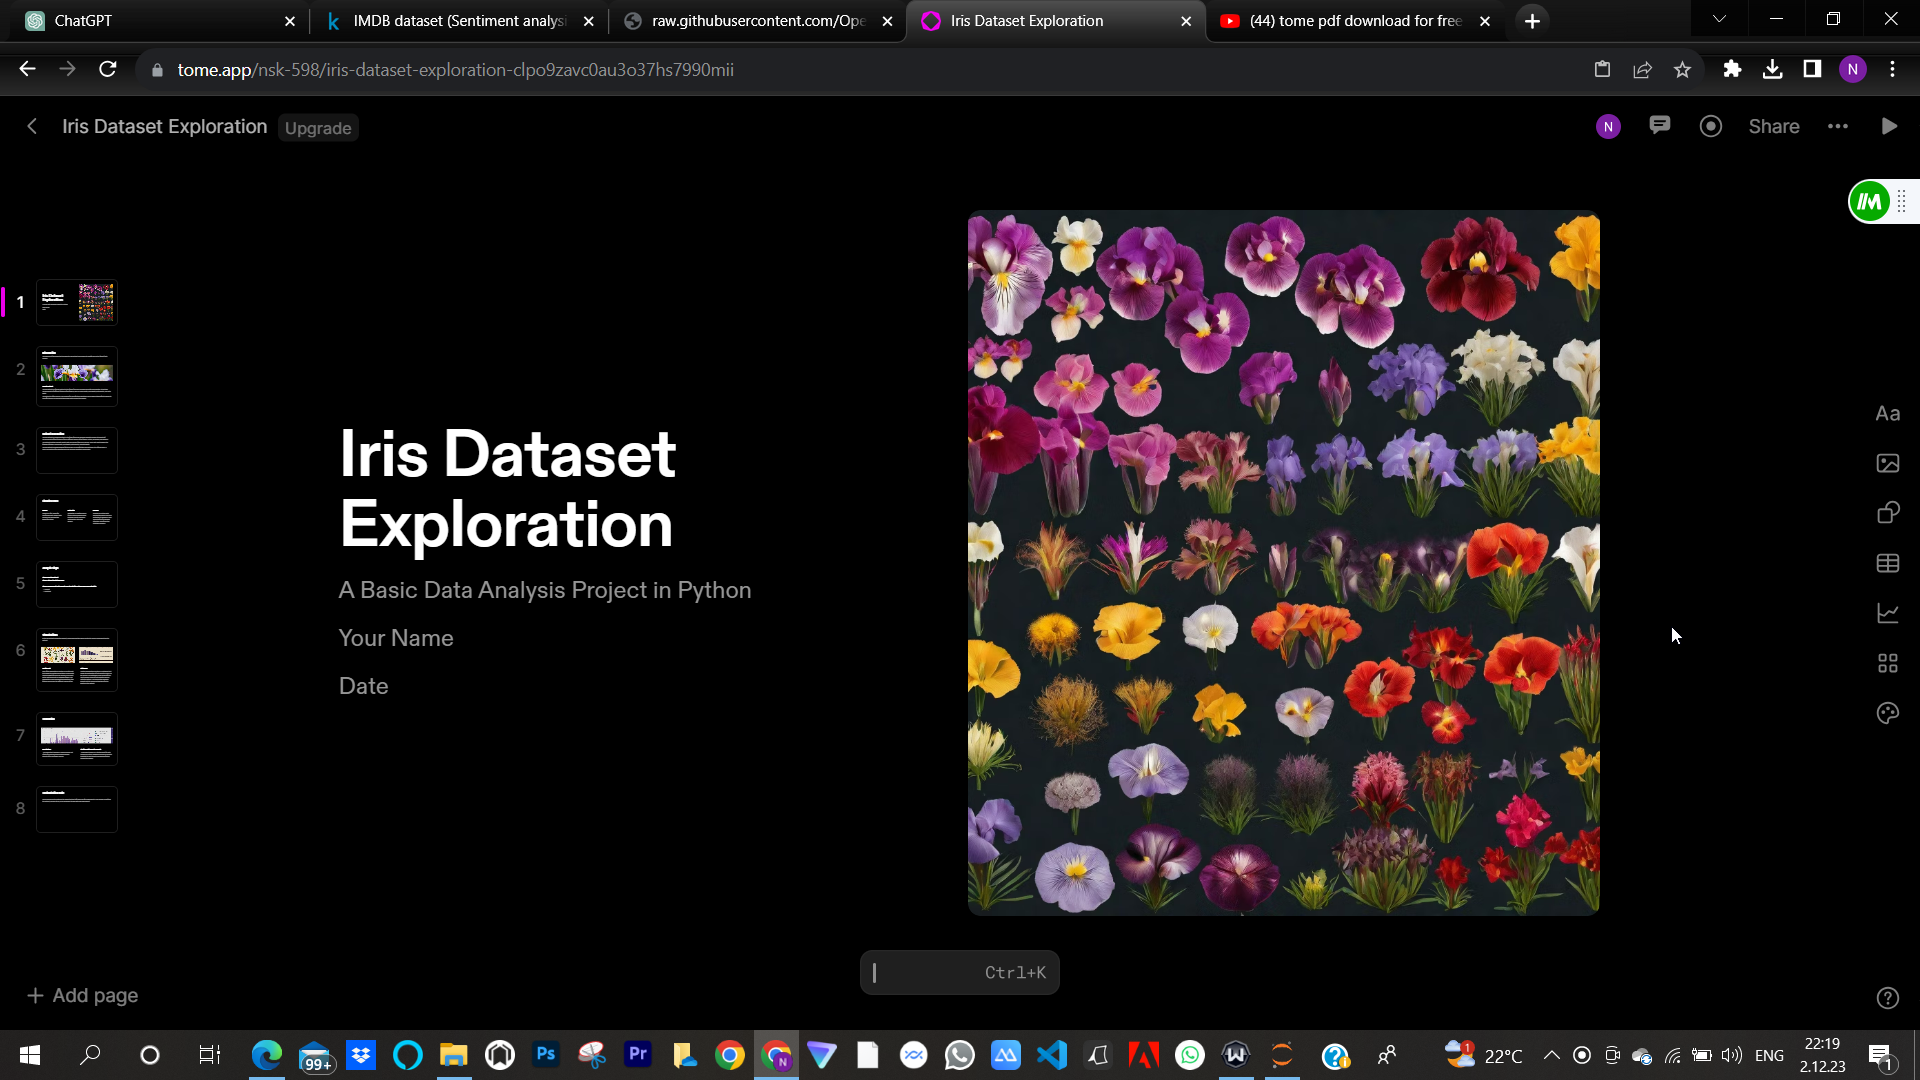 ChatGPT
IMDB dataset (Sentiment analysi
raw.githubusercontent.com/Ope
Iris Dataset Exploration
(44) tome pdf download for free
tome.app/nsk-598/iris-dataset-exploration-clpo9zavc0au3o37hs7990mii
N
Iris Dataset Exploration
Upgrade
N
Share
1
2
3
4
5
6
7
8
Iris Dataset
Exploration
A Basic Data Analysis Project in Python
Your Name
Date
Aa
Ctrl+K
+ Add page
99+
Ps
Pr
N
1
22°C
ENG
22:19
2.12.23
1